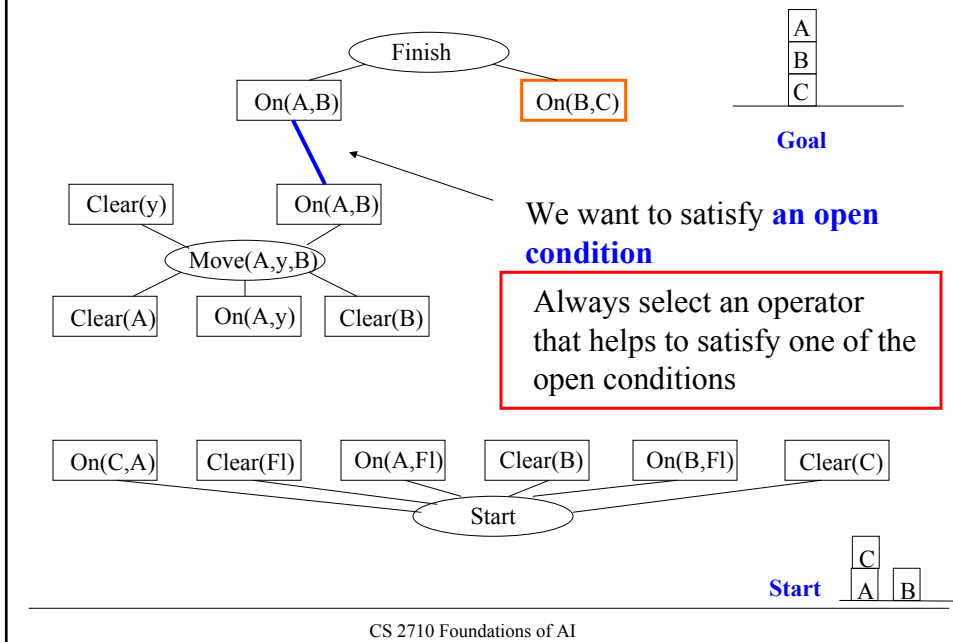 Finish
On(A,B)
On(B,C)
A
B
C
Goal
Clear(y)
On(A,B)
Move(A,y,B)
Clear(A)
On(A,y)
Clear(B)
We want to satisfy an open
condition
Always select an operator
that helps to satisfy one of the
open conditions
On(C,A)
Clear(Fl)
On(A,Fl)
Clear(B)
On(B,Fl)
Clear(C)
Start
Start
C
A
B
CS 2710 Foundations of AI